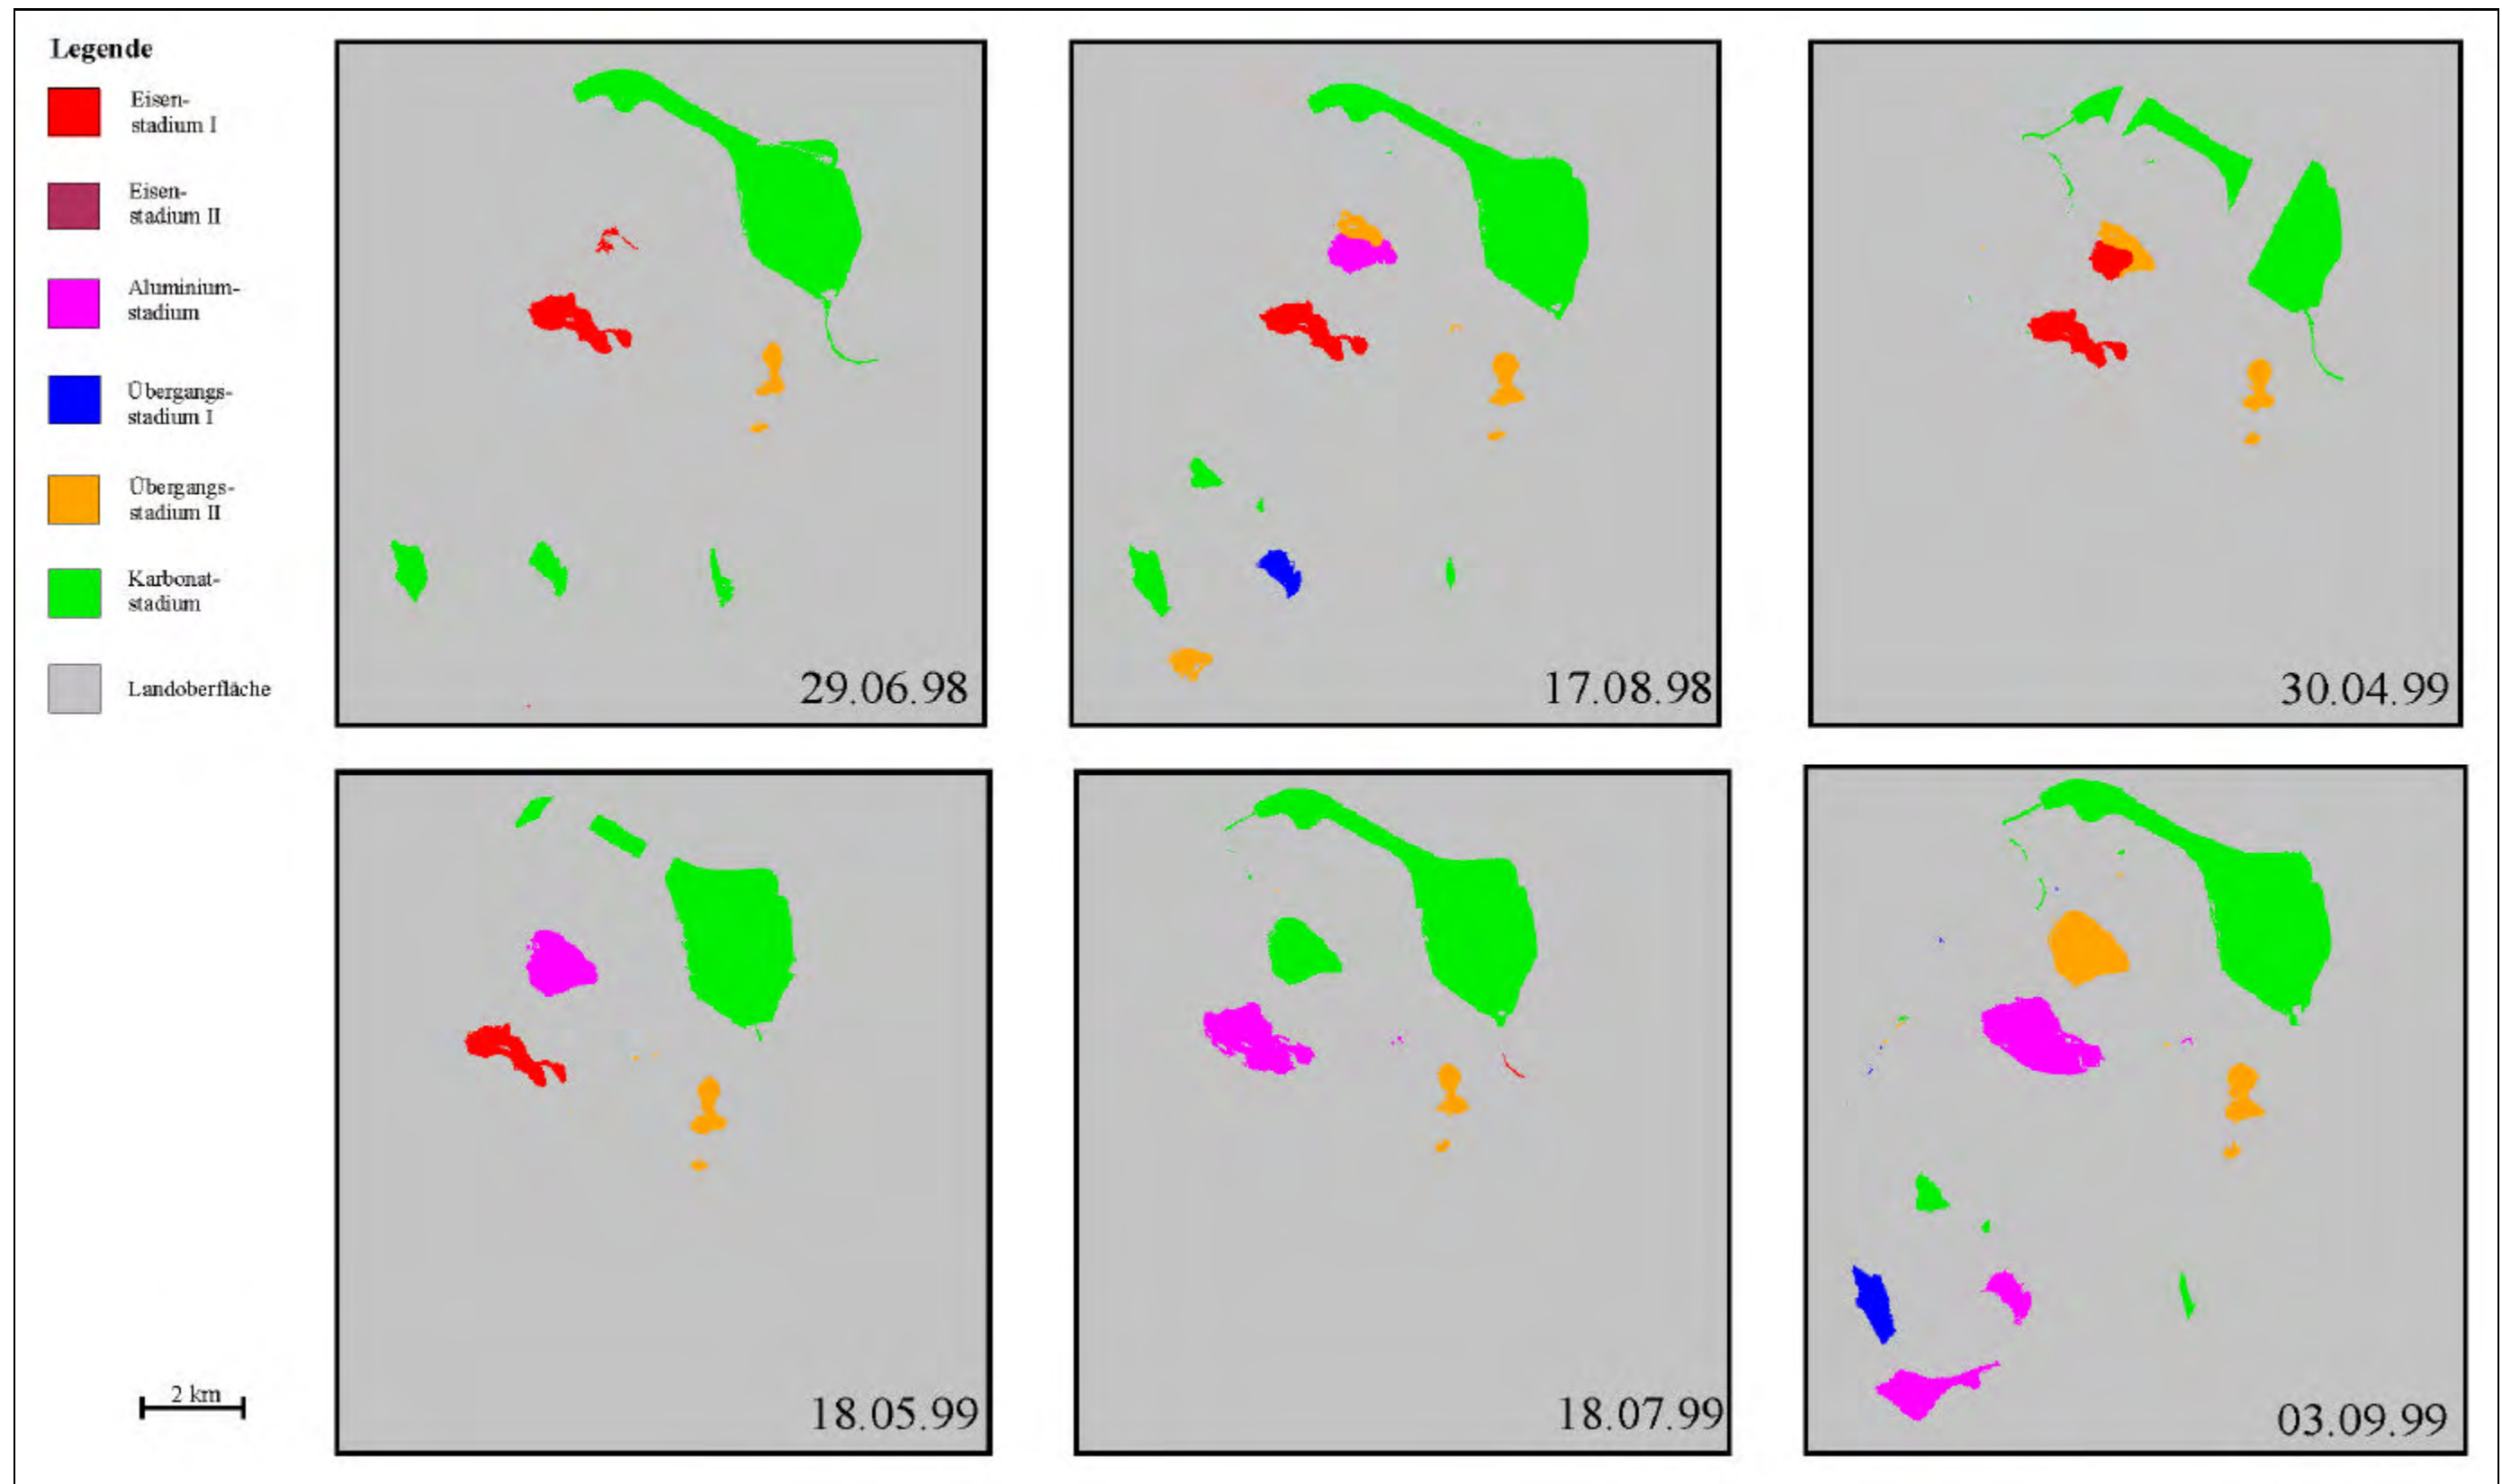 Legende
Eisen-
stadium I
Eisen-
stadium II
Aluminium-
stadium
Übergangs-
stadium I
Übergangs-
stadium II
Karbonat-
stadium
Landoberfläche
29.06.98
17.08.98
30.04.99
18.05.99
18.07.99
03.09.99
2 km